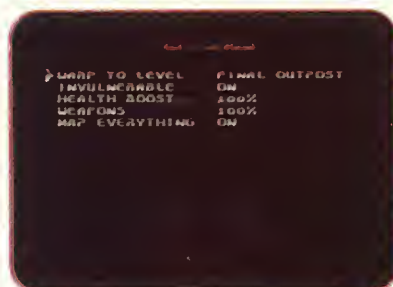 WARP TO LEVEL FINAL OUTPOST
INVULNERABLE ON
HEALTH BOOST 100%
WEAPONS 100%
MAP EVERYTHING ON